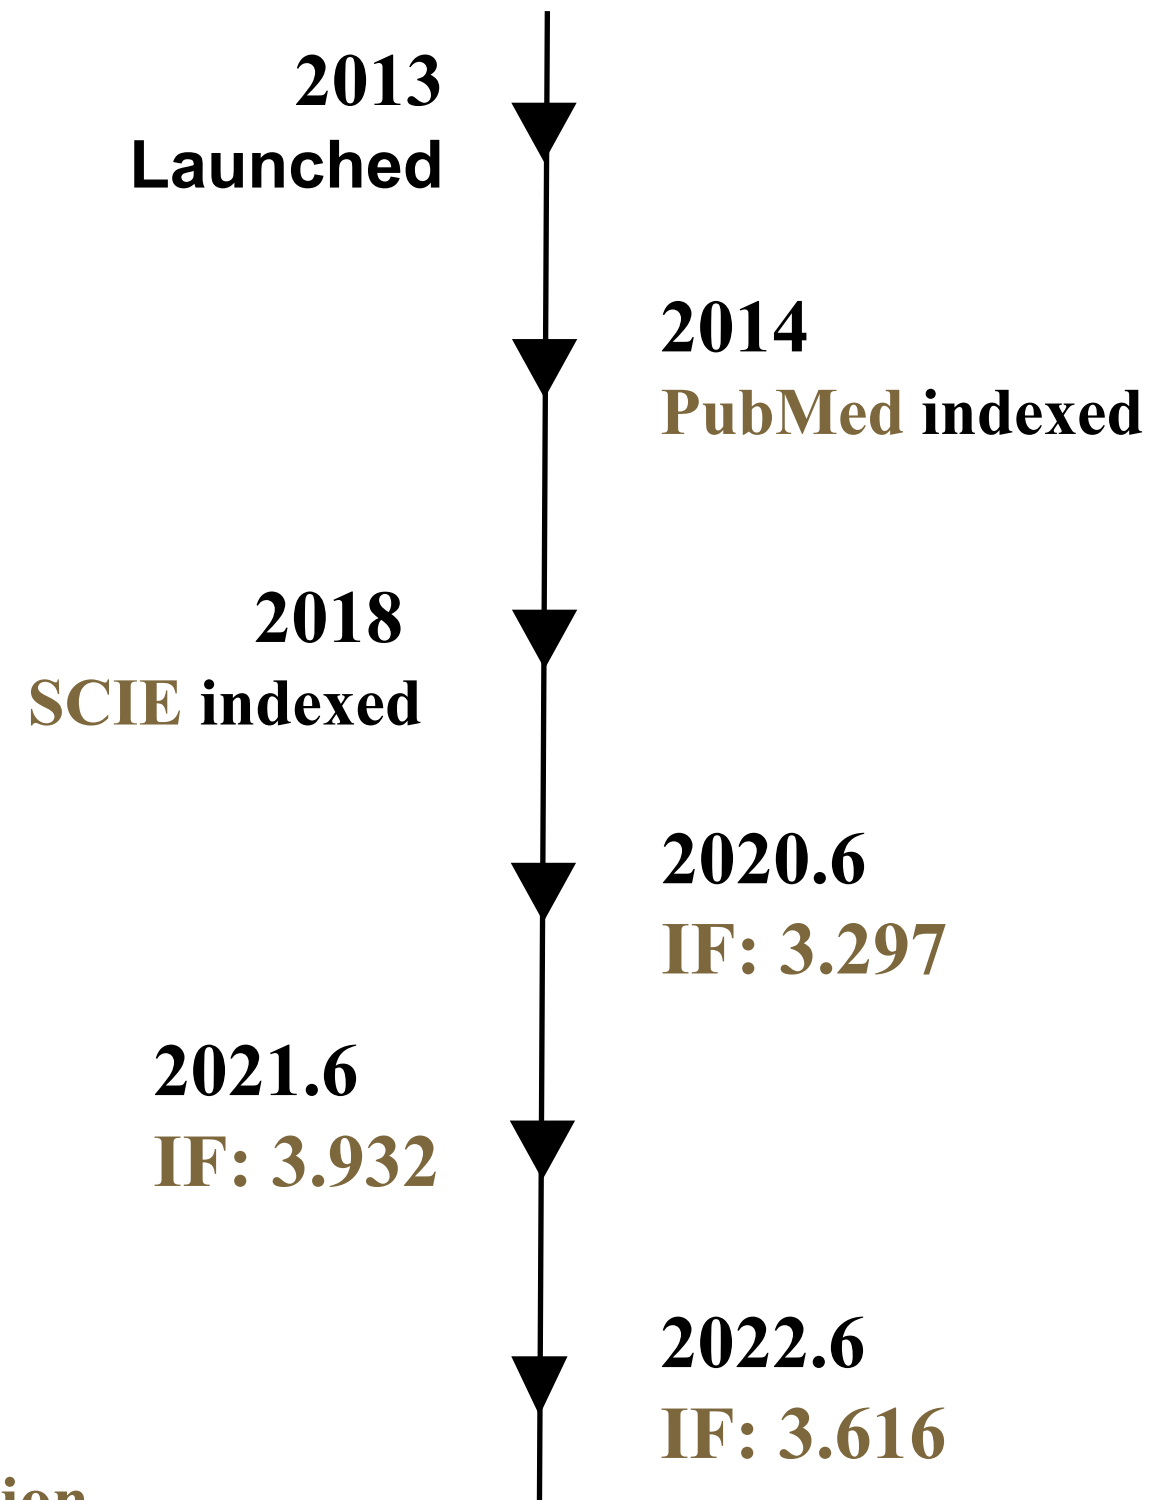 2013
Launched
2014
PubMed indexed
2018
SCIE indexed
2020.6
IF: 3.297
2021.6
IF: 3.932
2022.6
IF: 3.616